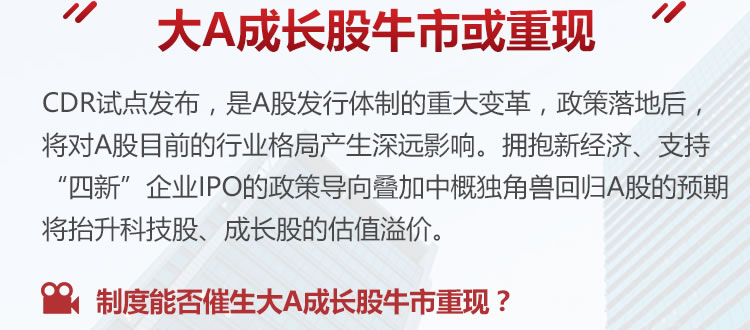 大A成长股牛市或重现
CDR试点发布，是A股发行体制的重大变革，政策落地后，
将对A股目前的行业格局产生深远影响。拥抱新经济、支持
“四新”企业IPO的政策导向叠加中概独角兽回归A股的预期
将抬升科技股、成长股的估值溢价。
制度能否催生大A成长股牛市重现？